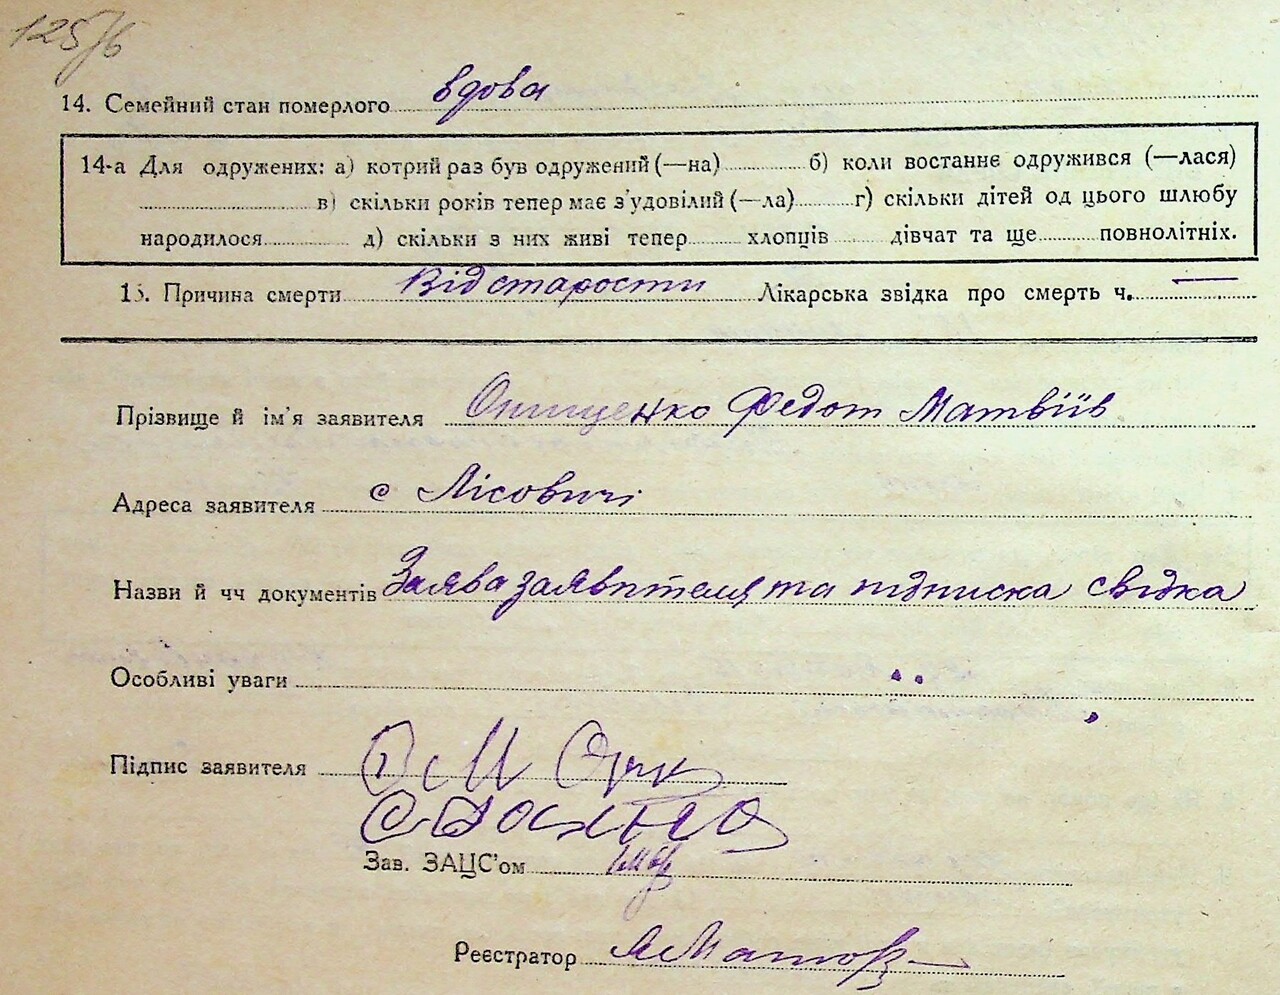 125/6
14. Семейний стан померлого вдова
14-а Для одружених: а) котрий раз був одружений (—на) б) коли востаннє одружився (—лася)
в) скільки років тепер має з'удовілий (—ла) г) скільки дітей од цього шлюбу
народилося д) скільки з них живі тепер хлопців дівчат та ще повнолітніх.
15. Причина смерти Від старости Лікарська звідка про смерть ч. —
Прізвище й ім'я заявителя Онищенко Федот Матвіїв
Адреса заявителя с Лісовичі
Назви й чч документів Заява заявителя та підписка свідка
Особливі уваги
Підпис заявителя
Зав. ЗАЦС'ом
Реєстратор